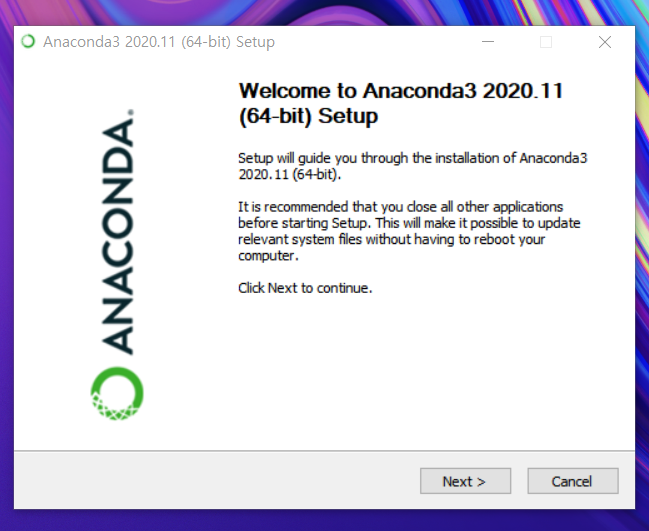 Anaconda3 2020.11 (64-bit) Setup
ANACONDA.
Welcome to Anaconda3 2020.11
(64-bit) Setup
Setup will guide you through the installation of Anaconda3
2020.11 (64-bit).
It is recommended that you close all other applications
before starting Setup. This will make it possible to update
relevant system files without having to reboot your
computer.
Click Next to continue.
Next >
Cancel